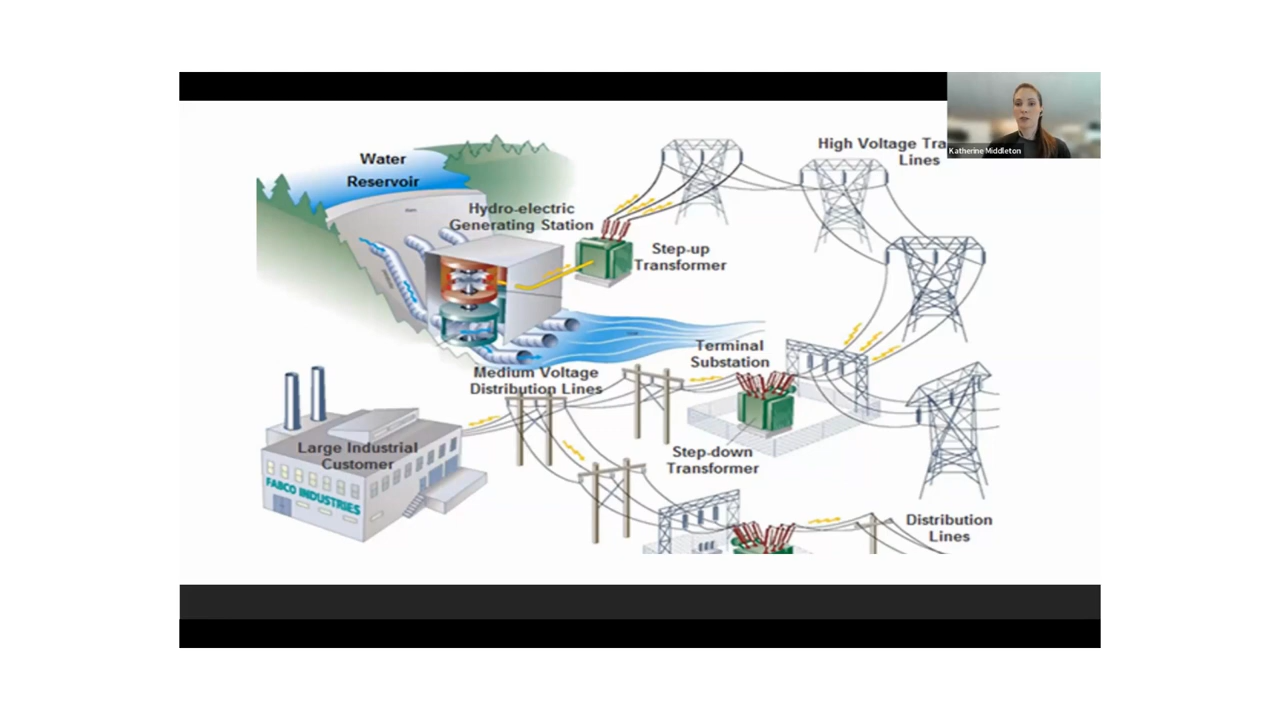 Katherine Middleton
High Voltage Tra
Lines
Water
Reservoir
Hydro-electric
Generating Station
Step-up
Transformer
Terminal
Substation
Medium Voltage
Distribution Lines
Step-down
Transformer
Large Industrial
Customer
FABCO INDUSTRIES
Distribution
Lines